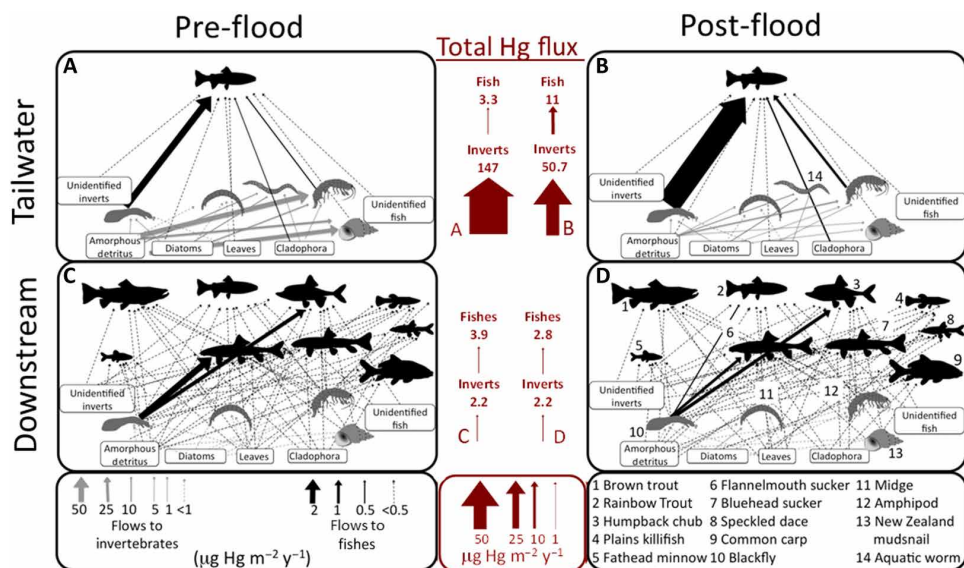 Pre-flood
Post-flood
Total Hg flux
Tailwater
Downstream
A
Unidentified
inverts
Unidentified
fish
Amorphous
detritus
Diatoms
Leaves
Cladophora
Fish
3.3
Fish
11
Inverts
147
Inverts
50.7
A
B
B
14
Unidentified
inverts
Unidentified
fish
Amorphous
detritus
Diatoms
Leaves
Cladophora
C
Unidentified
inverts
Unidentified
fish
Amorphous
detritus
Diatoms
Leaves
Cladophora
Fishes
3.9
Fishes
2.8
Inverts
2.2
Inverts
2.2
C
D
D
1
2
3
4
5
6
7
8
9
10
11
12
13
Unidentified
inverts
Unidentified
fish
Amorphous
detritus
Diatoms
Leaves
Cladophora
50 25 10 5 1 <1
Flows to
invertebrates
2 1 0.5 <0.5
Flows to
fishes
(µg Hg m−2 y−1)
50 25 10 1
µg Hg m−2 y−1
1 Brown trout
2 Rainbow Trout
3 Humpback chub
4 Plains killifish
5 Fathead minnow
6 Flannelmouth sucker
7 Bluehead sucker
8 Speckled dace
9 Common carp
10 Blackfly
11 Midge
12 Amphipod
13 New Zealand
mudsnail
14 Aquatic worm